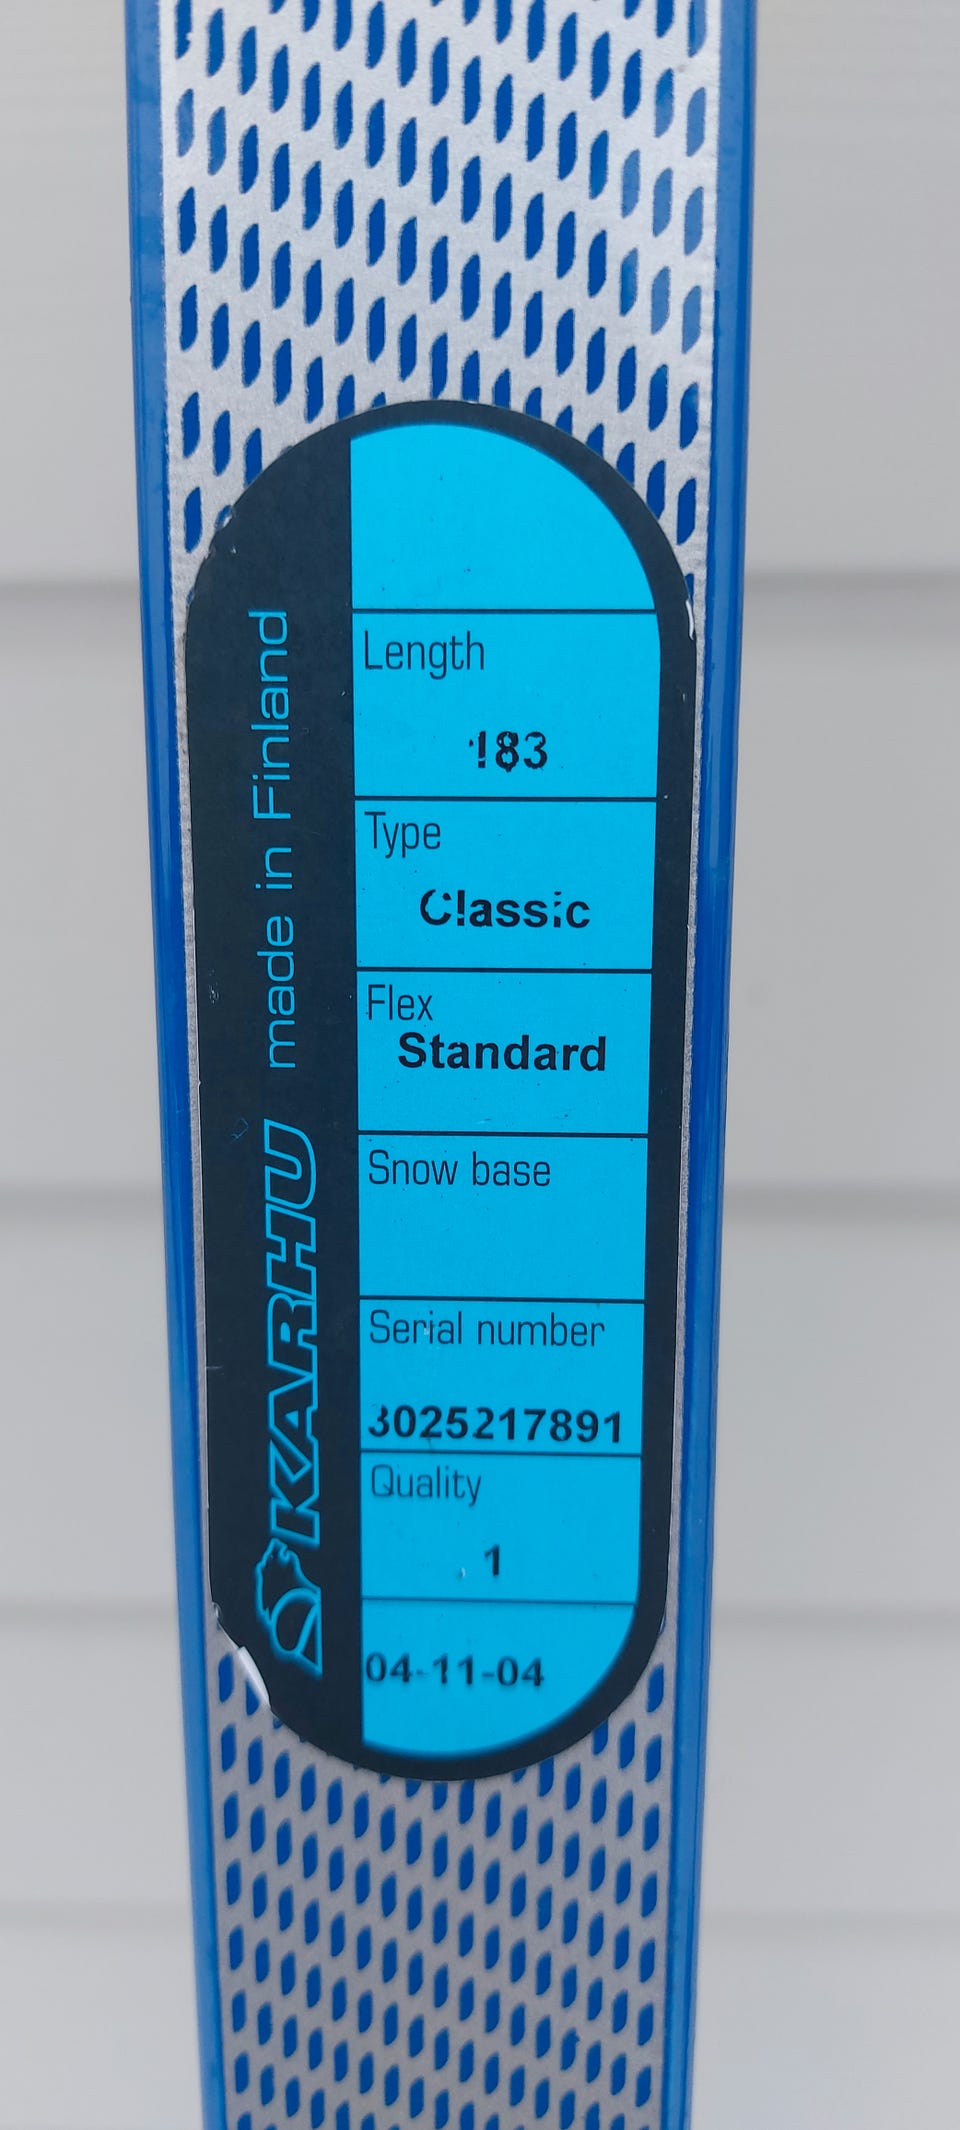 KARHU made in Finland
Length
183
Type
Classic
Flex
Standard
Snow base
Serial number
3025217891
Quality
1
04-11-04